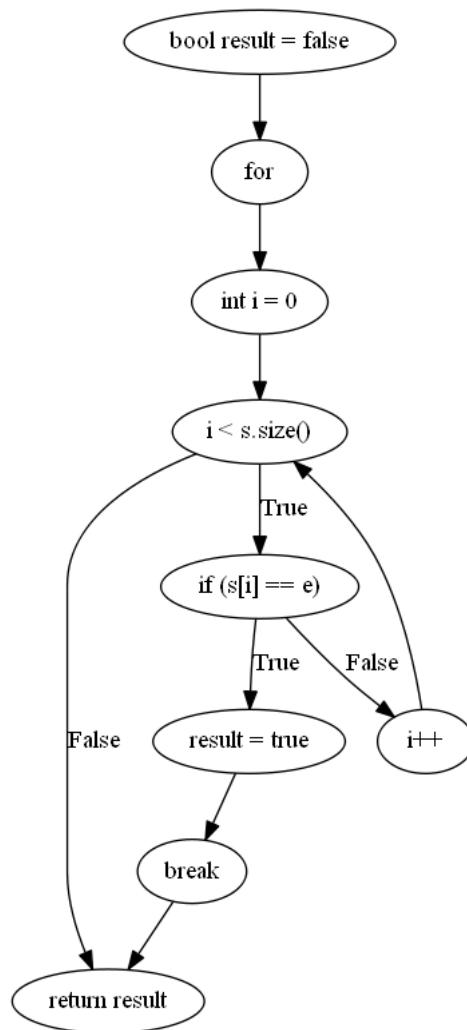 bool result = false
for
int i = 0
i < s.size()
True
if (s[i] == e)
True
False
False
result = true
i++
break
return result